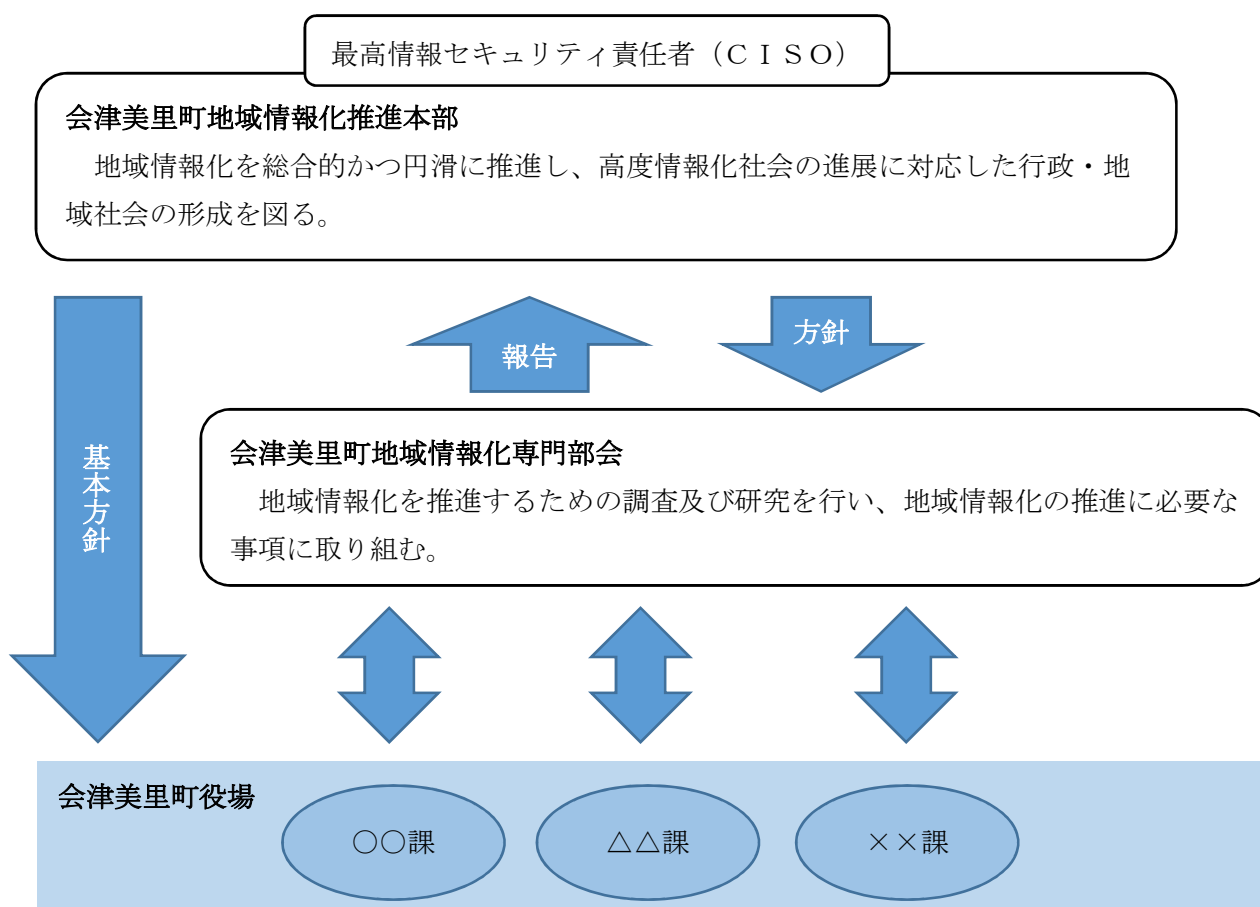 最高情報セキュリティ責任者（ＣＩＳＯ）
会津美里町地域情報化推進本部
　地域情報化を総合的かつ円滑に推進し、高度情報化社会の進展に対応した行政・地
域社会の形成を図る。
報告
方針
基本方針
会津美里町地域情報化専門部会
　地域情報化を推進するための調査及び研究を行い、地域情報化の推進に必要な
事項に取り組む。
会津美里町役場
○○課
△△課
××課